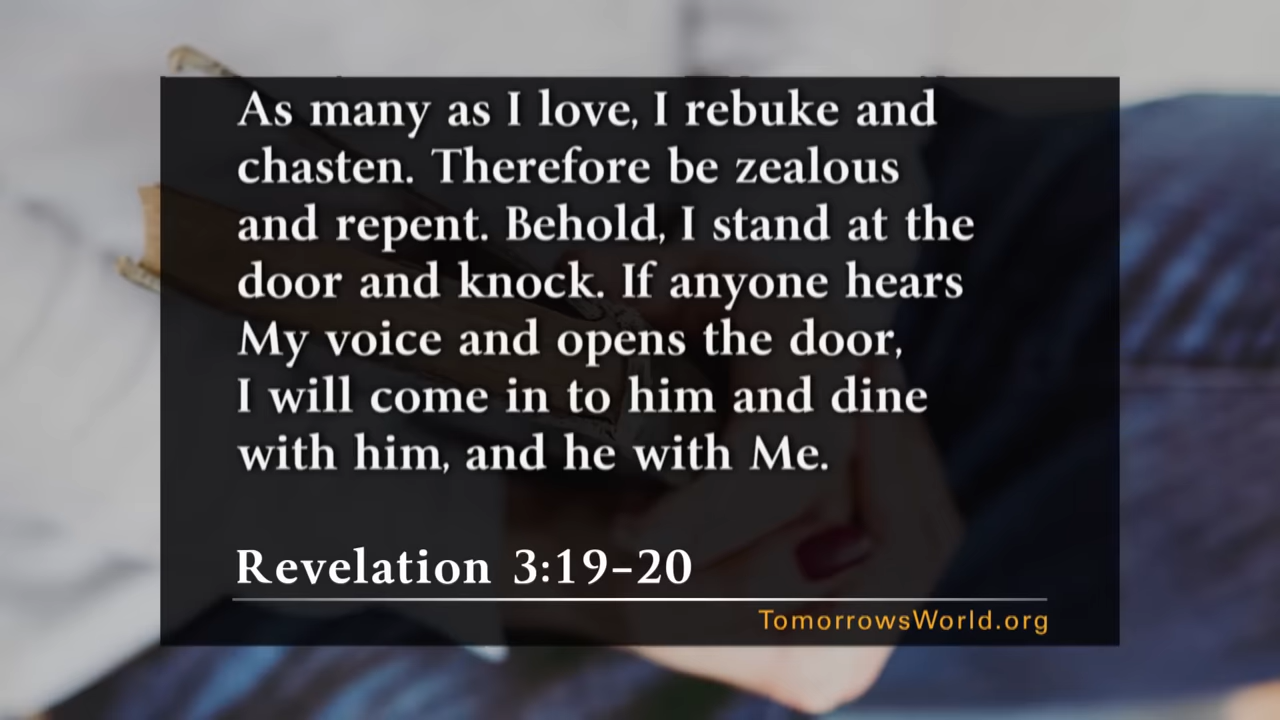 As many as I love, I rebuke and
chasten. Therefore be zealous
and repent. Behold, I stand at the
door and knock. If anyone hears
My voice and opens the door,
I will come in to him and dine
with him, and he with Me.
Revelation 3:19–20
TomorrowsWorld.org